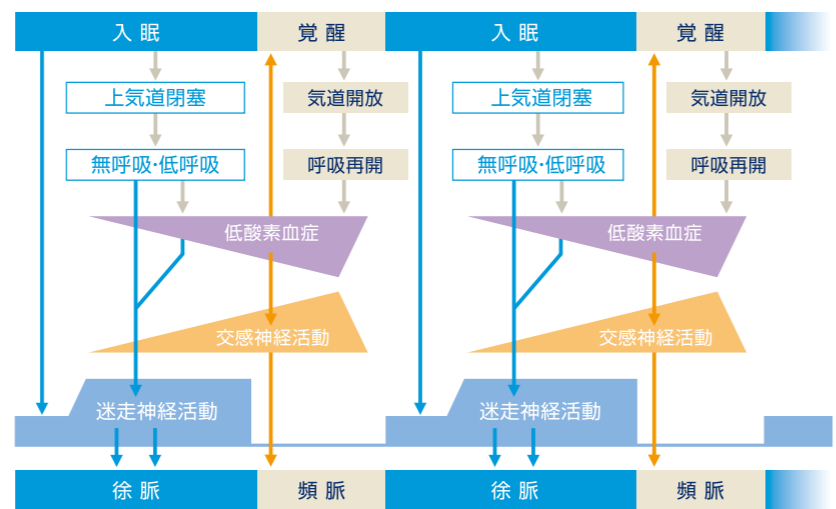 入眠 覚醒 入眠 覚醒
上気道閉塞 気道開放 上気道閉塞 気道開放
無呼吸・低呼吸 呼吸再開 無呼吸・低呼吸 呼吸再開
低酸素血症 低酸素血症
交感神経活動 交感神経活動
迷走神経活動 迷走神経活動
徐脈 頻脈 徐脈 頻脈